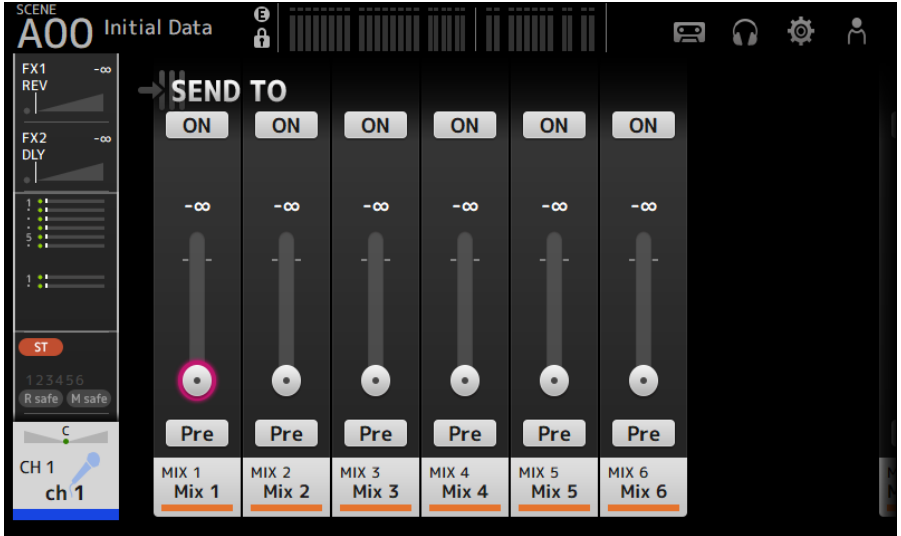 SCENE
A00 Initial Data
E
FX1 -∞
REV
FX2 -∞
DLY
1
5
1
ST
123456
R safe M safe
C
CH 1
ch 1
SEND TO
ON ON ON ON ON ON
-∞ -∞ -∞ -∞ -∞ -∞
Pre Pre Pre Pre Pre Pre
MIX 1 MIX 2 MIX 3 MIX 4 MIX 5 MIX 6
Mix 1 Mix 2 Mix 3 Mix 4 Mix 5 Mix 6